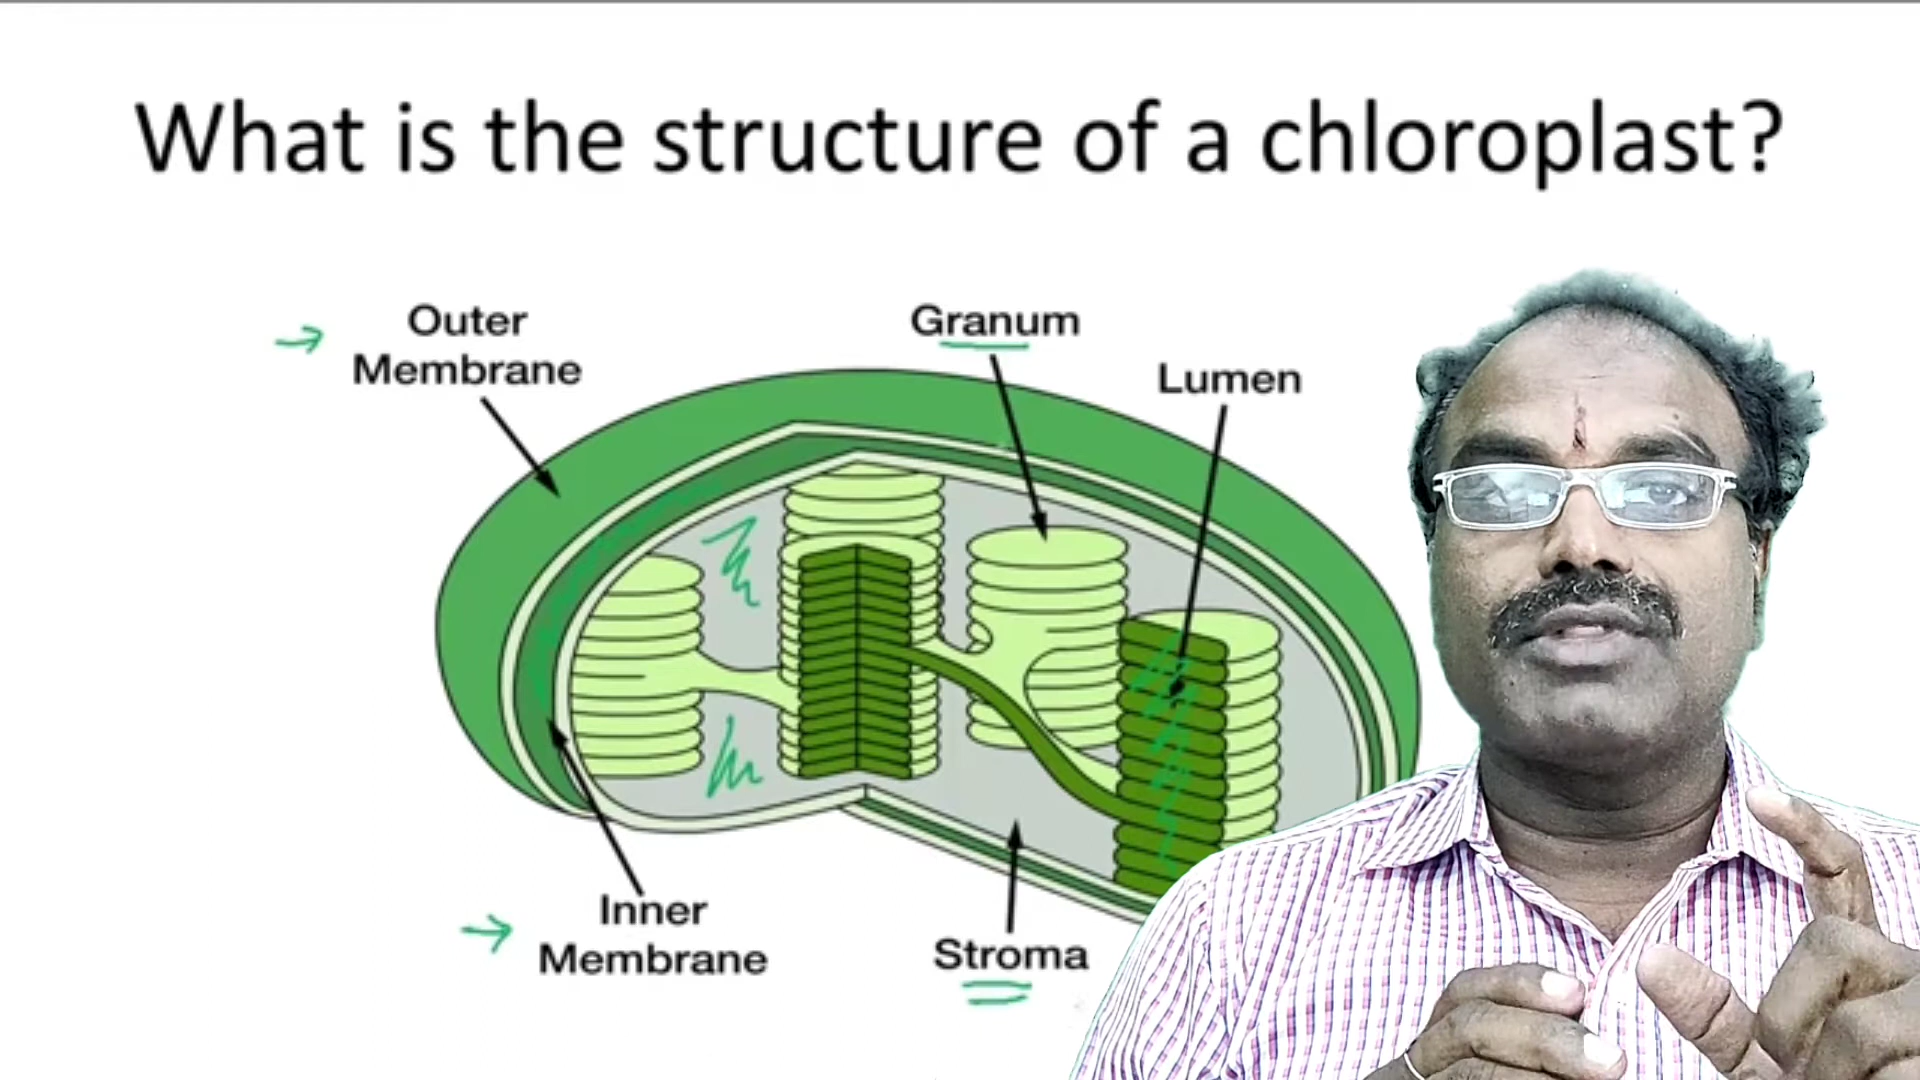 What is the structure of a chloroplast?
Outer
Membrane
Granum
Lumen
Inner
Membrane
Stroma